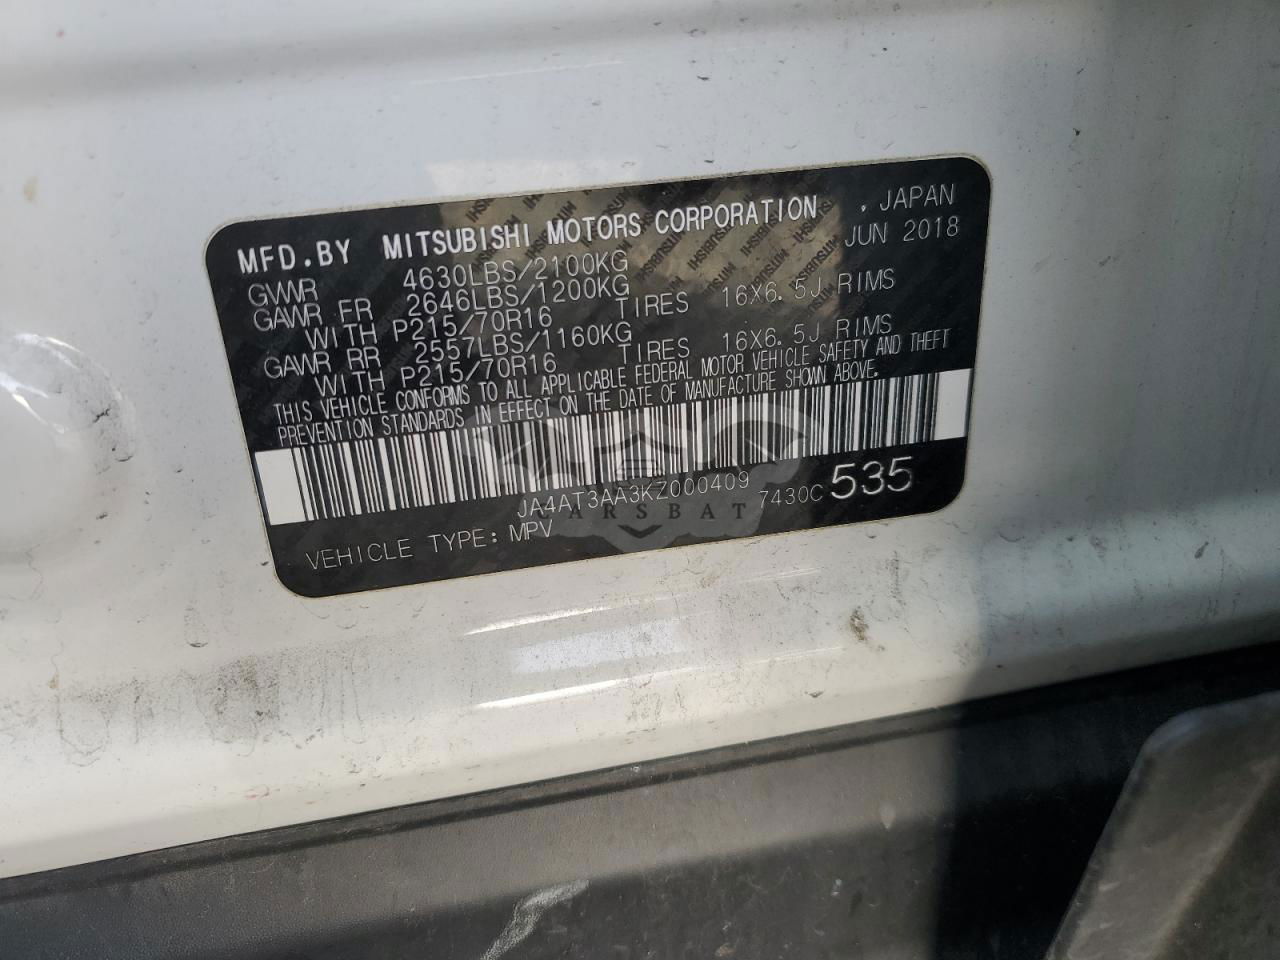 MFD.BY MITSUBISHI MOTORS CORPORATION . JAPAN
JUN 2018
GVWR 4630LBS/2100KG
GAWR FR 2646LBS/1200KG TIRES 16X6.5J RIMS
WITH P215/70R16
GAWR RR 2557LBS/1160KG TIRES 16X6.5J RIMS
WITH P215/70R16
THIS VEHICLE CONFORMS TO ALL APPLICABLE FEDERAL MOTOR VEHICLE SAFETY AND THEFT
PREVENTION STANDARDS IN EFFECT ON THE DATE OF MANUFACTURE SHOWN ABOVE.
JA4AT3AA3KZ000409 7430C 535
VEHICLE TYPE: MPV
CARSBAT